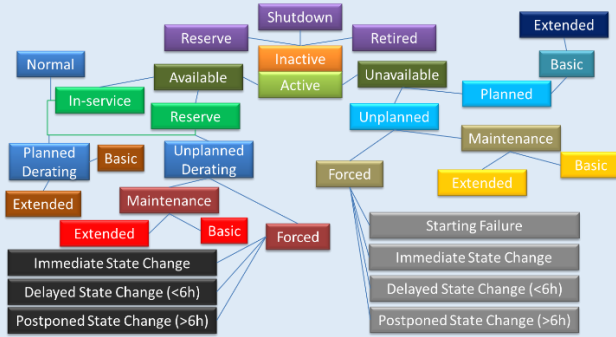 Shutdown
Extended
Reserve
Retired
Normal
Inactive
Basic
Available
Unavailable
Active
In-service
Planned
Reserve
Unplanned
Maintenance
Planned
Derating
Basic
Unplanned
Derating
Basic
Forced
Extended
Extended
Maintenance
Starting Failure
Extended
Basic
Forced
Immediate State Change
Immediate State Change
Delayed State Change (<6h)
Delayed State Change (<6h)
Postponed State Change (>6h)
Postponed State Change (>6h)